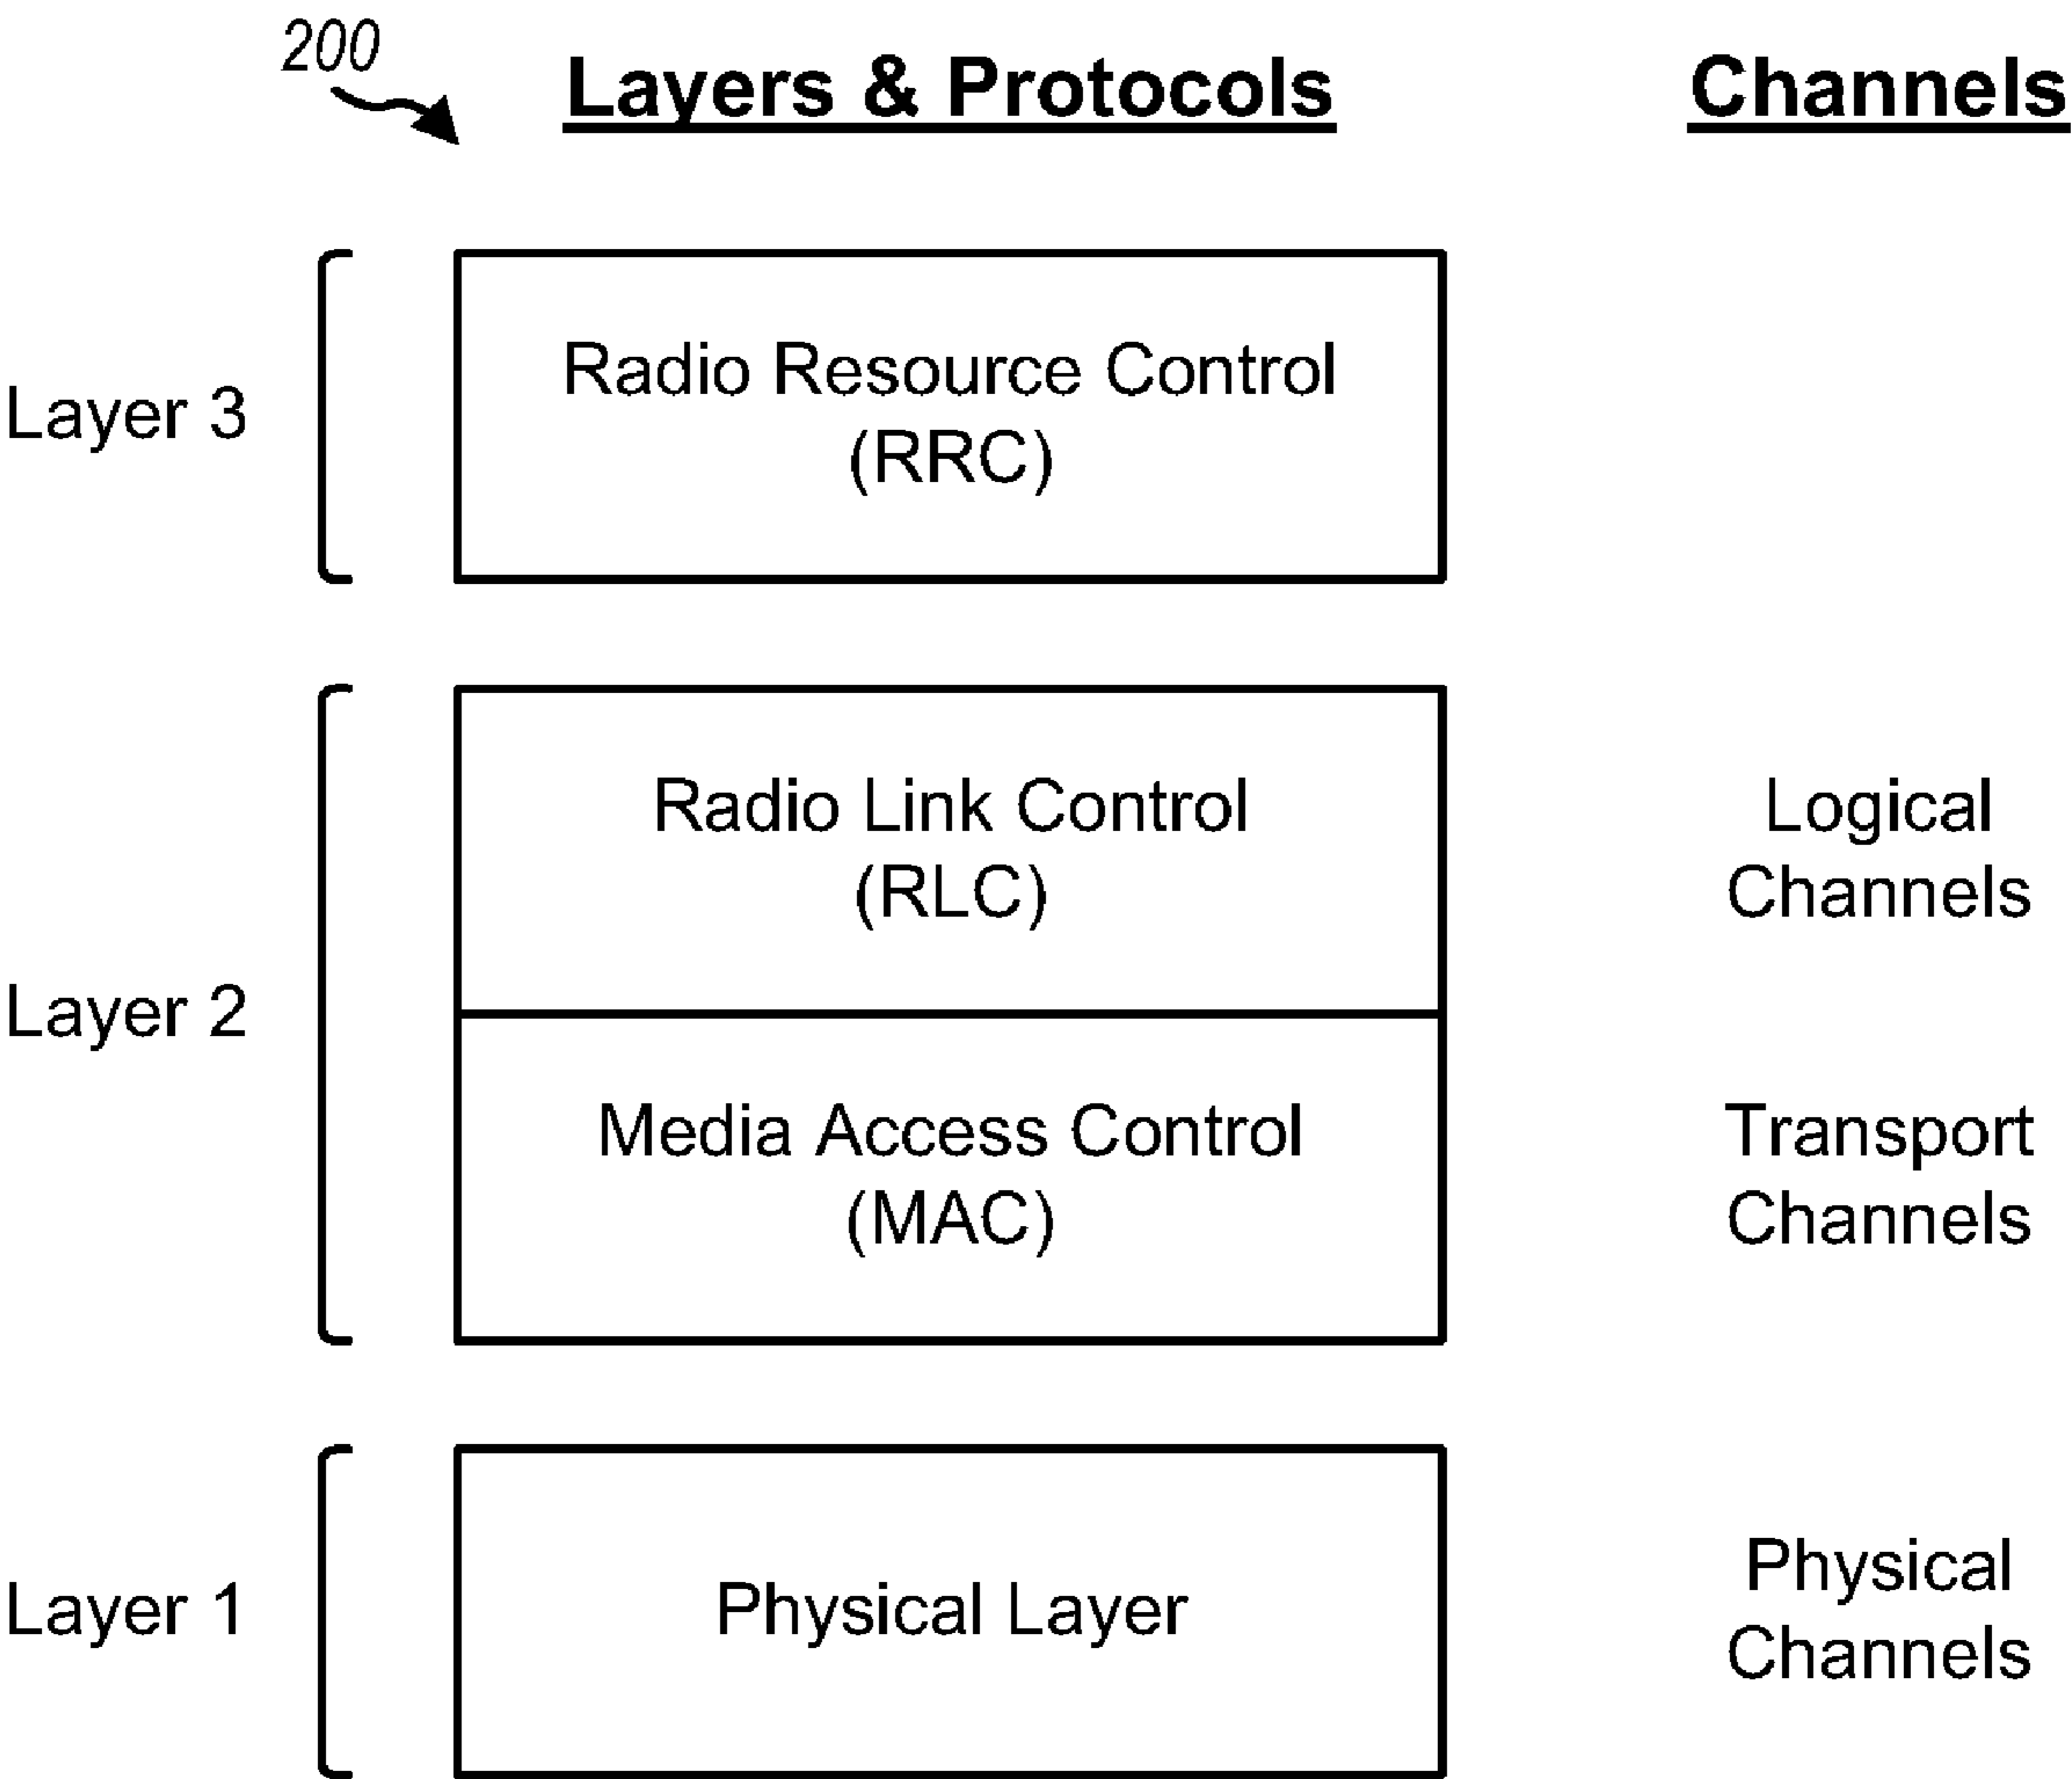 200
Layers & Protocols
Channels
Layer 3
Radio Resource Control
(RRC)
Layer 2
Radio Link Control
(RLC)
Logical
Channels
Media Access Control
(MAC)
Transport
Channels
Layer 1
Physical Layer
Physical
Channels